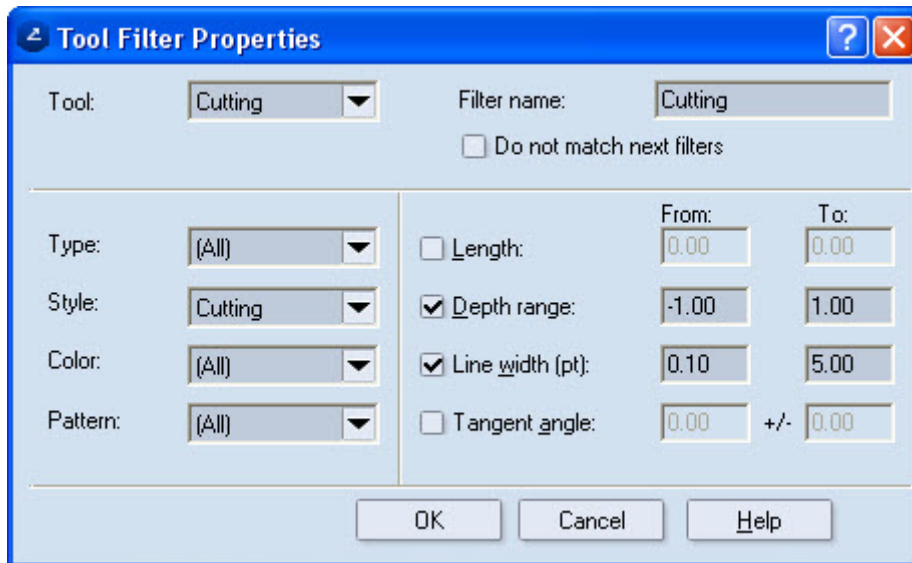 Tool Filter Properties
Tool: Cutting Filter name: Cutting
Do not match next filters
From: To:
Type: (All) Length: 0.00 0.00
Style: Cutting Depth range: -1.00 1.00
Color: (All) Line width (pt): 0.10 5.00
Pattern: (All) Tangent angle: 0.00 +/- 0.00
OK Cancel Help